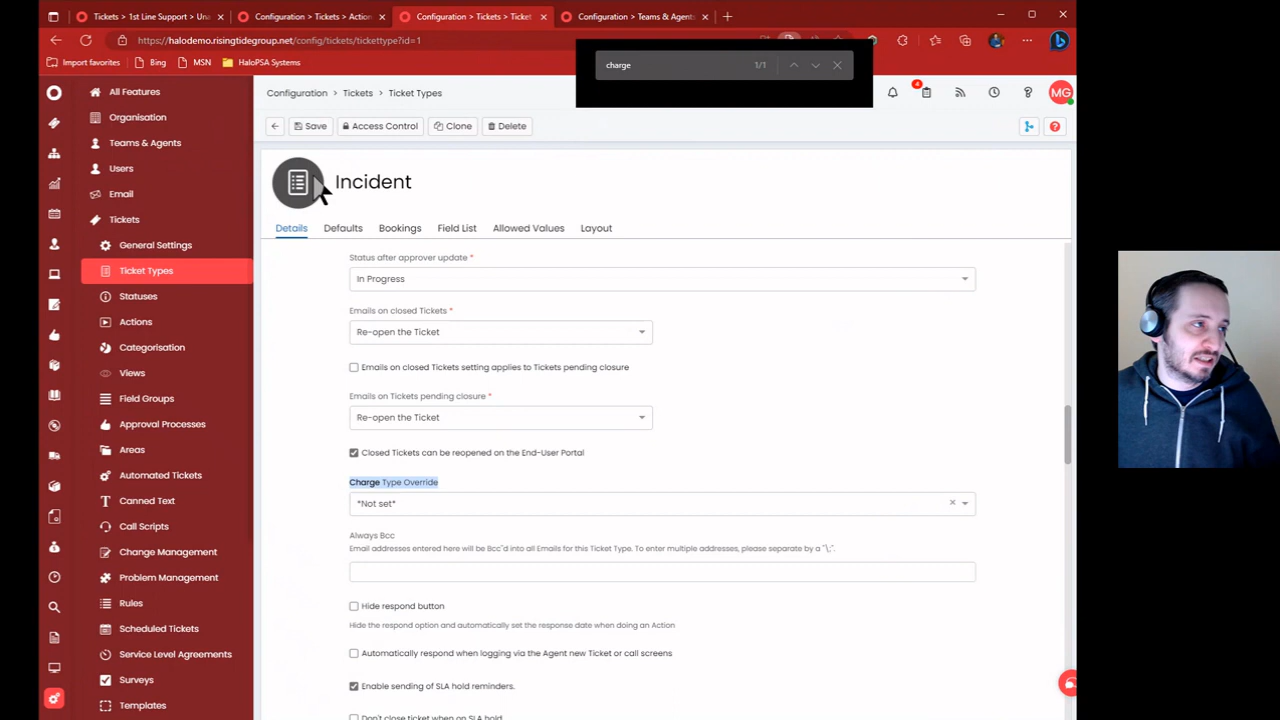 Tickets > 1st Line Support > Una
Configuration > Tickets > Action
Configuration > Tickets > Ticket
Configuration > Teams & Agents
https://halodemo.risingtidegroup.net/config/tickets/tickettype?id=1
Import favorites
Bing
MSN
HaloPSA Systems
charge
1/1
Configuration > Tickets > Ticket Types
4
MG
Save
Access Control
Clone
Delete
All Features
Organisation
Teams & Agents
Users
Email
Tickets
General Settings
Ticket Types
Statuses
Actions
Categorisation
Views
Field Groups
Approval Processes
Areas
Automated Tickets
Canned Text
Call Scripts
Change Management
Problem Management
Rules
Scheduled Tickets
Service Level Agreements
Surveys
Templates
Incident
Details
Defaults
Bookings
Field List
Allowed Values
Layout
Status after approver update *
In Progress
Emails on closed Tickets *
Re-open the Ticket
Emails on closed Tickets setting applies to Tickets pending closure
Emails on Tickets pending closure *
Re-open the Ticket
Closed Tickets can be reopened on the End-User Portal
Charge Type Override
*Not set*
Always Bcc
Email addresses entered here will be Bcc"d into all Emails for this Ticket Type. To enter multiple addresses, please separate by a "\;".
Hide respond button
Hide the respond option and automatically set the response date when doing an Action
Automatically respond when logging via the Agent new Ticket or call screens
Enable sending of SLA hold reminders.
Don't close ticket when on SLA hold